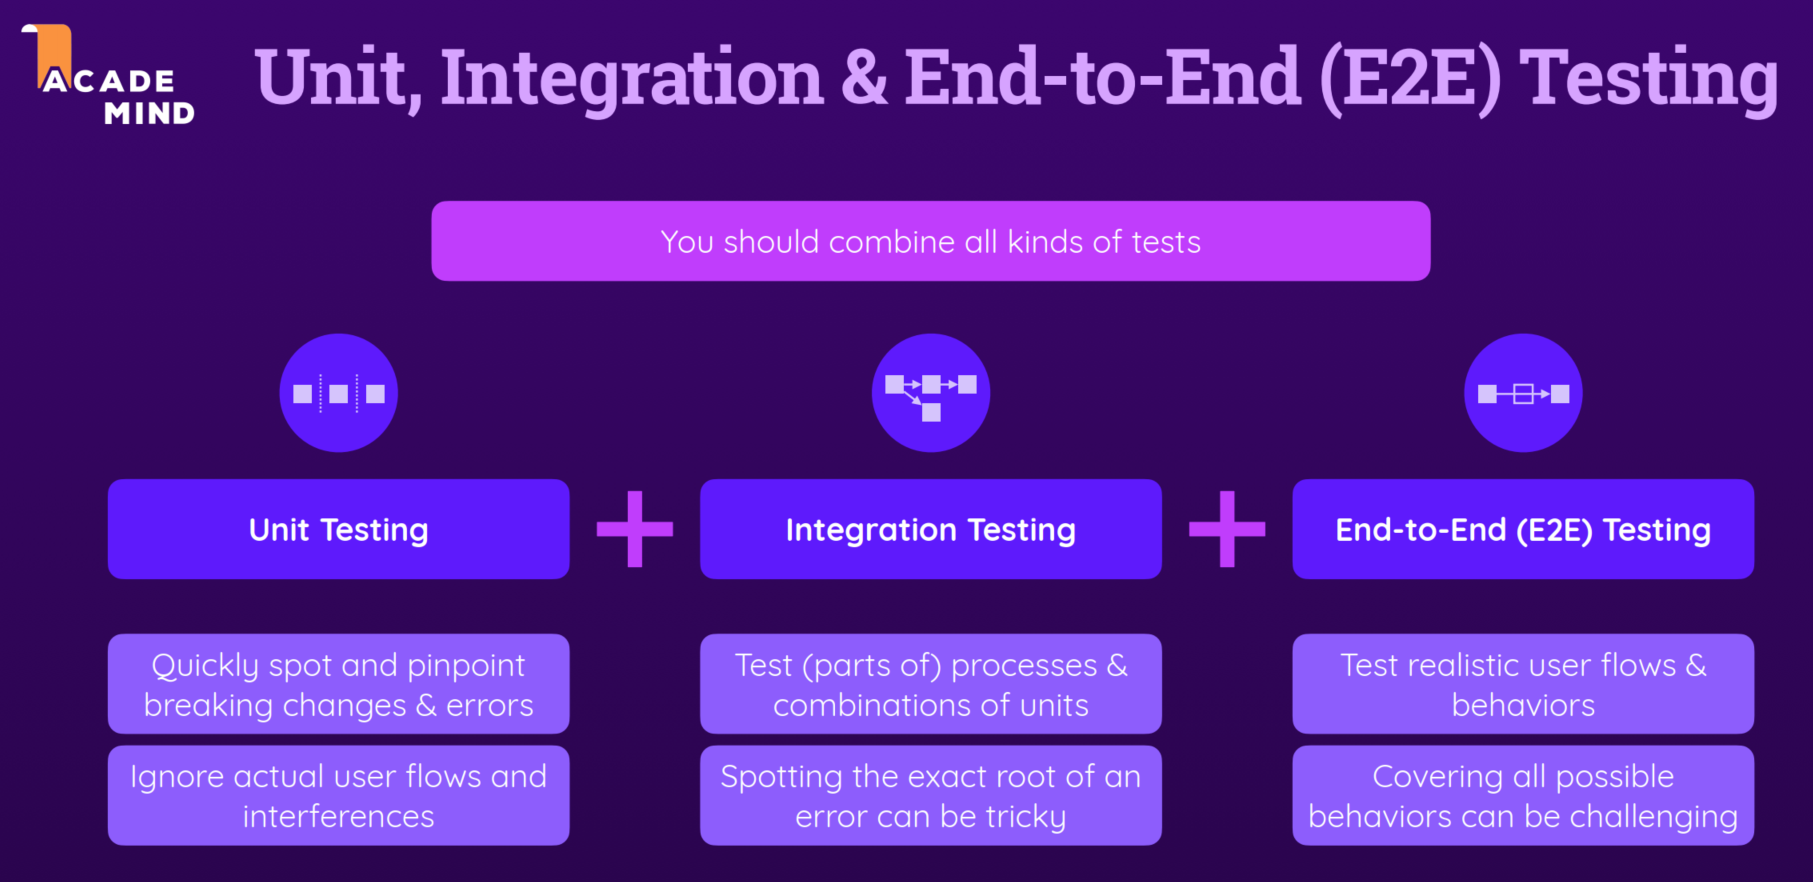 ACADE
MIND
Unit, Integration & End-to-End (E2E) Testing
You should combine all kinds of tests
Unit Testing
Integration Testing
End-to-End (E2E) Testing
Quickly spot and pinpoint
breaking changes & errors
Test (parts of) processes &
combinations of units
Test realistic user flows &
behaviors
Ignore actual user flows and
interferences
Spotting the exact root of an
error can be tricky
Covering all possible
behaviors can be challenging